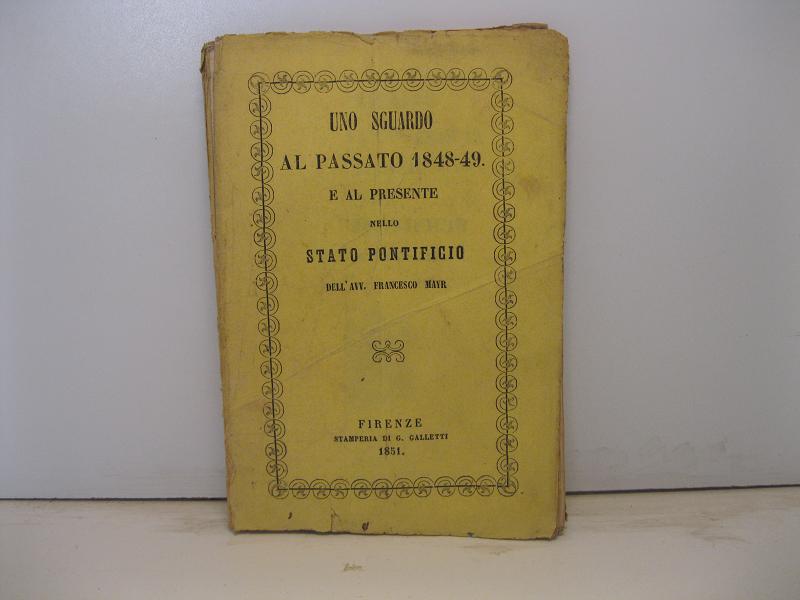 UNO SGUARDO
AL PASSATO 1848-49.
E AL PRESENTE
NELLO
STATO PONTIFICIO
DELL'AVV. FRANCESCO MAYR
FIRENZE
STAMPERIA DI G. GALLETTI
1851.